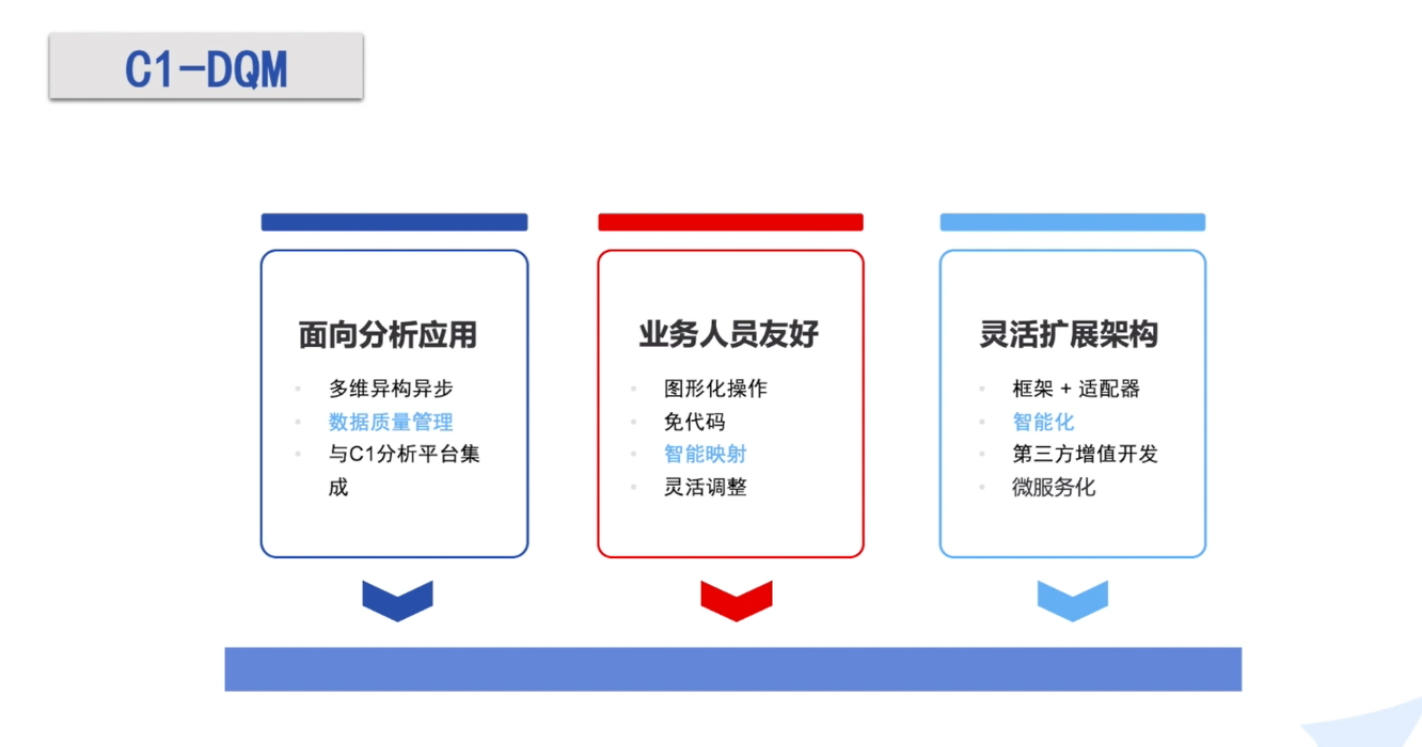 C1-DQM
面向分析应用
多维异构异步
数据质量管理
与C1分析平台集
成
业务人员友好
图形化操作
免代码
智能映射
灵活调整
灵活扩展架构
框架 + 适配器
智能化
第三方增值开发
微服务化